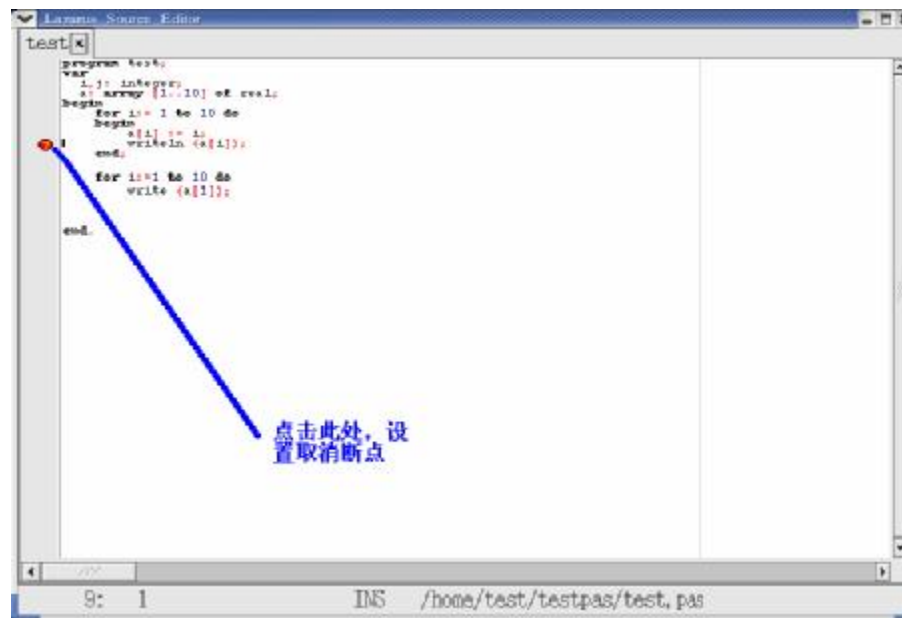 Lazarus Source Editor
test
program test;
var
i,j: integer;
a: array [1..10] of real;
begin
for i:= 1 to 10 do
begin
a[i] := i;
writeln (a[i]);
end;
for i:=1 to 10 do
write (a[i]);
end.
点击此处，设
置取消断点
9: 1 INS /home/test/testpas/test.pas